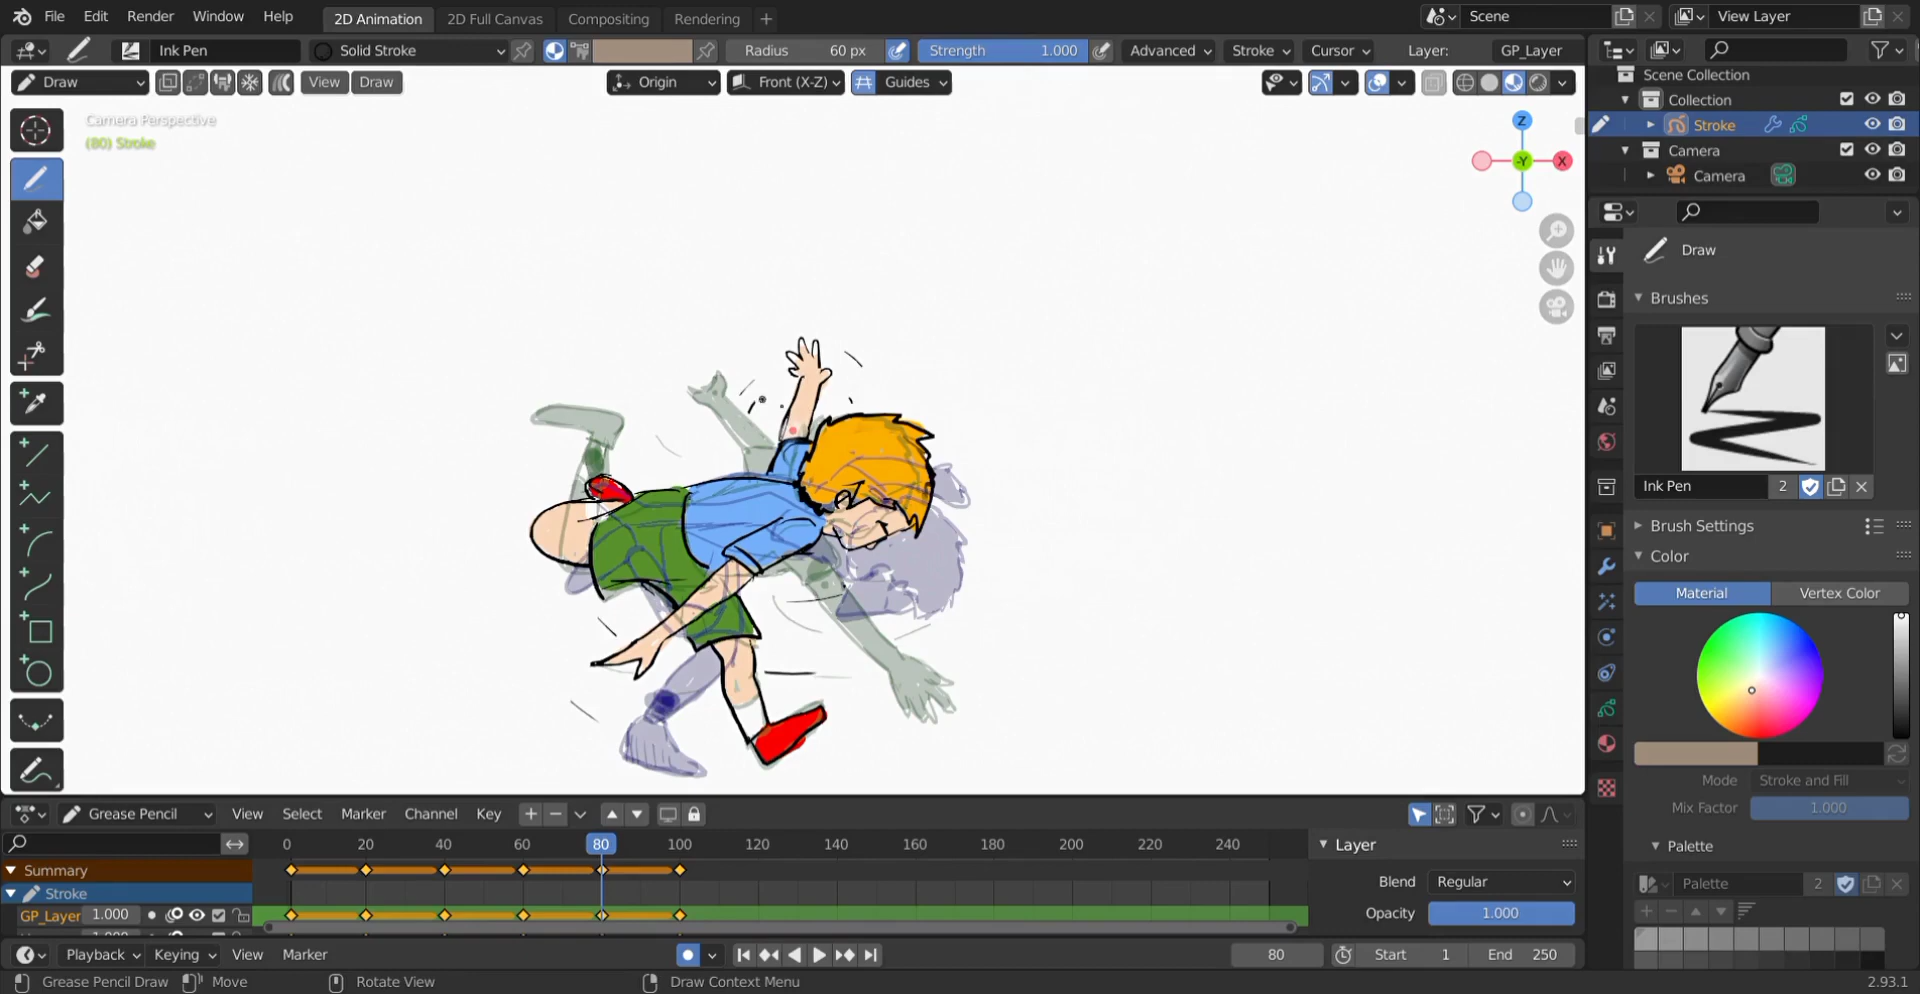 File Edit Render Window Help 2D Animation 2D Full Canvas Compositing Rendering + Scene View Layer
Ink Pen Solid Stroke Radius 60 px Strength 1.000 Advanced Stroke Cursor Layer: GP_Layer
Draw View Draw Origin Front (X-Z) Guides
Scene Collection
Collection
Stroke
Camera
Camera
Camera Perspective
(80) Stroke
Z
-Y X
Draw
Brushes
Ink Pen 2
Brush Settings
Color
Material Vertex Color
Mode Stroke and Fill
Mix Factor 1.000
Palette
Palette 2
Grease Pencil View Select Marker Channel Key
0 20 40 60 80 100 120 140 160 180 200 220 240
Summary
Stroke
GP_Layer 1.000
Layer
Blend Regular
Opacity 1.000
Playback Keying View Marker 80 Start 1 End 250
Grease Pencil Draw Move Rotate View Draw Context Menu 2.93.1